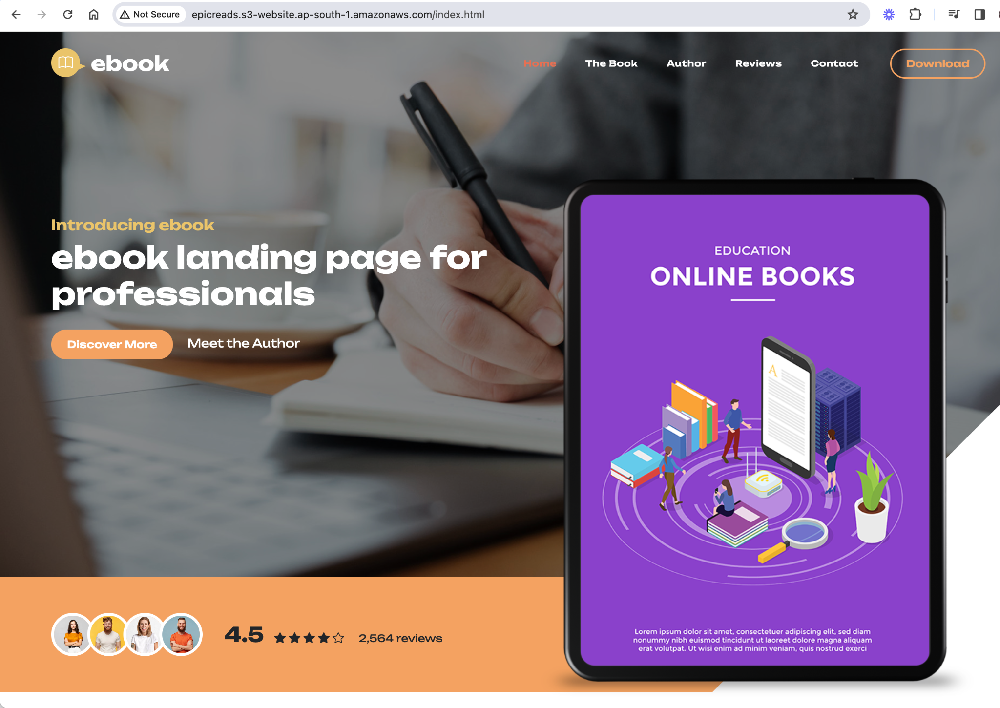 Not Secure epicreads.s3-website.ap-south-1.amazonaws.com/index.html
ebook Home The Book Author Reviews Contact Download
Introducing ebook
ebook landing page for
professionals
Discover More Meet the Author
EDUCATION
ONLINE BOOKS
A
4.5 2,564 reviews
Lorem ipsum dolor sit amet, consectetuer adipiscing elit, sed diam
nonummy nibh euismod tincidunt ut laoreet dolore magna aliquam
erat volutpat. Ut wisi enim ad minim veniam, quis nostrud exerci